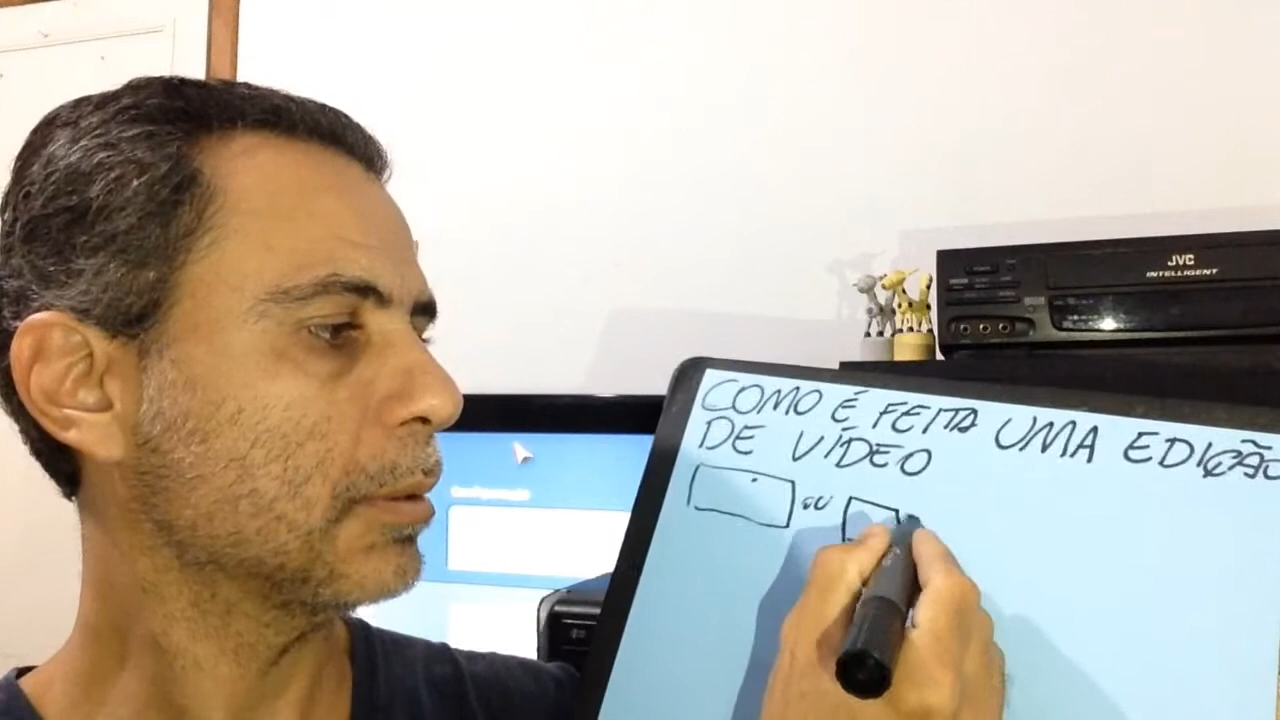 JVC
INTELLIGENT
COMO É FEITA UMA EDIÇÃO
DE VÍDEO
OU